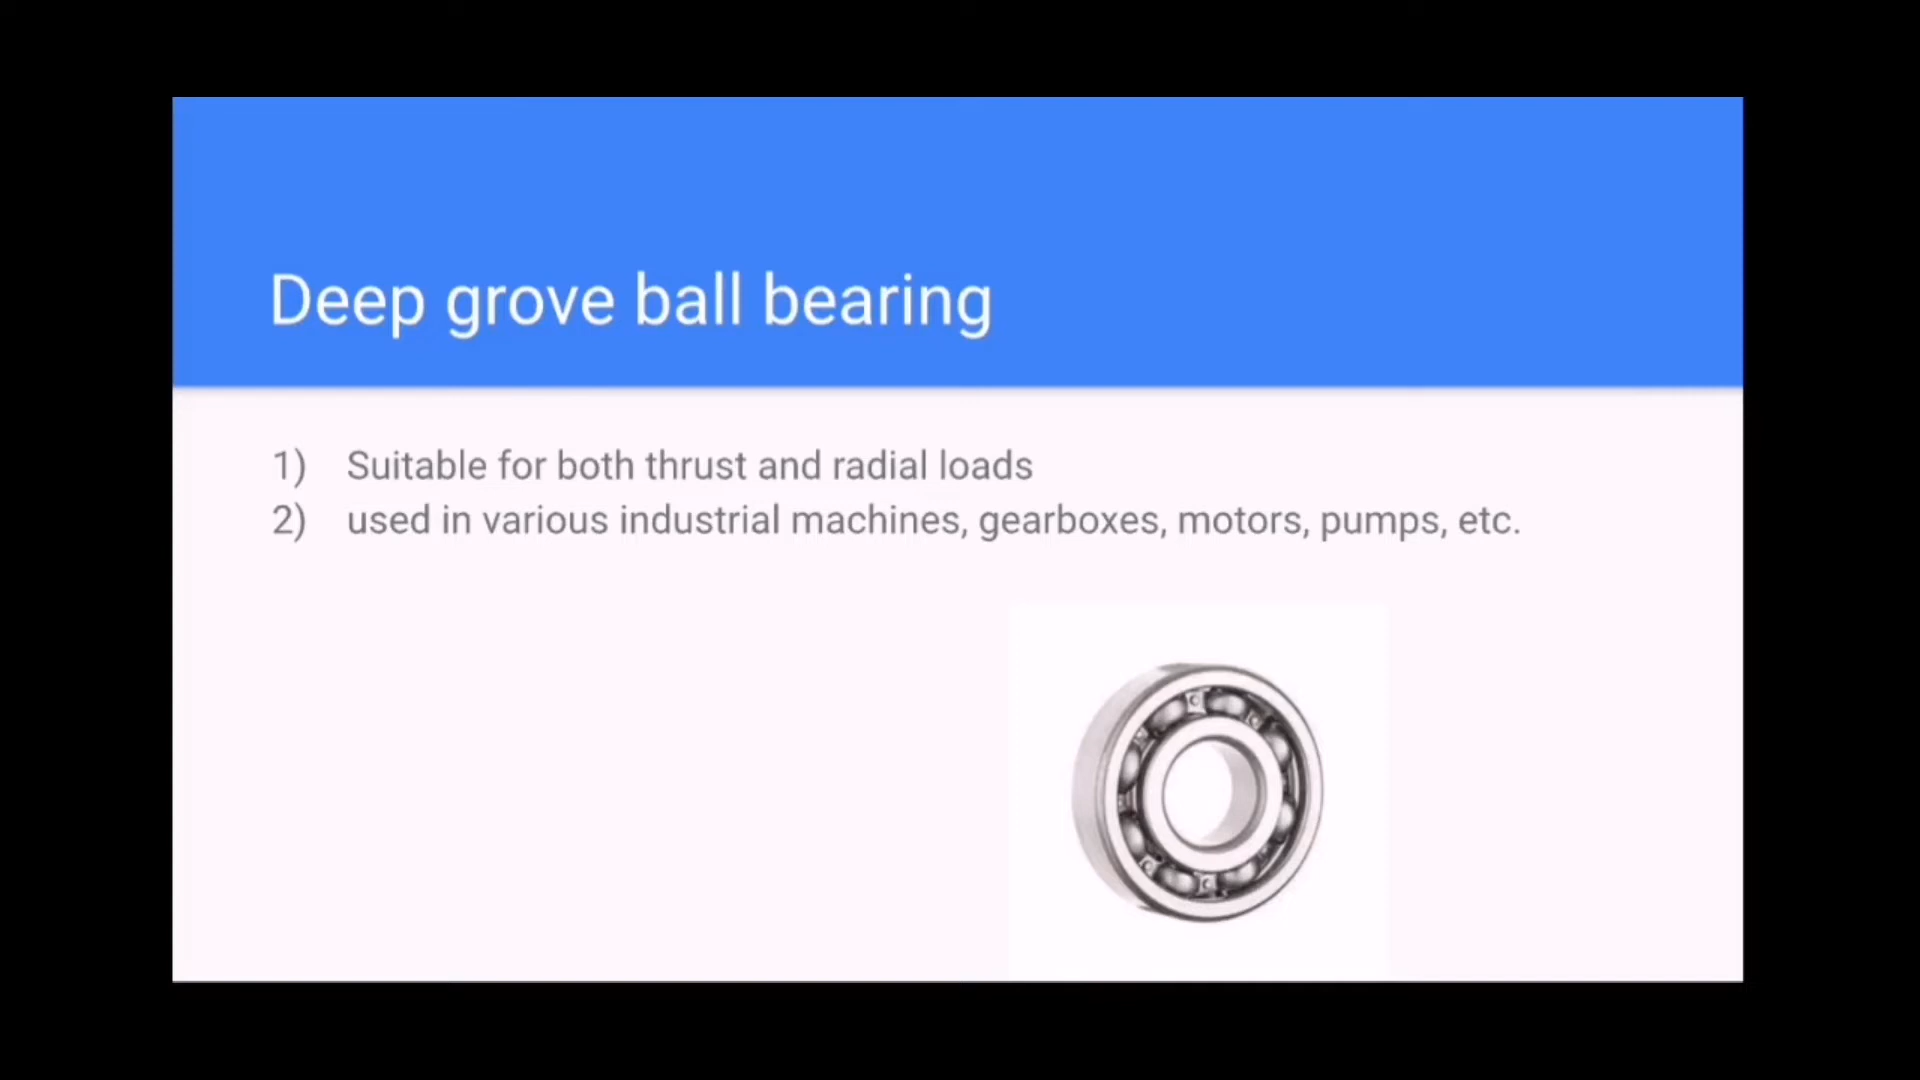 Deep grove ball bearing
1) Suitable for both thrust and radial loads
2) used in various industrial machines, gearboxes, motors, pumps, etc.